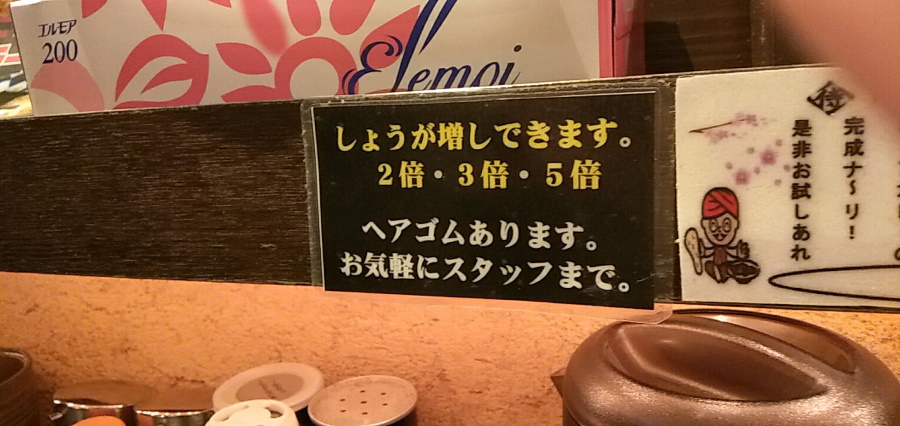 エルモア
200
Elemoi
しょうが増しできます。
2倍・3倍・5倍
ヘアゴムあります。
お気軽にスタッフまで。
侍
完成ナ〜リ!
是非お試しあれ